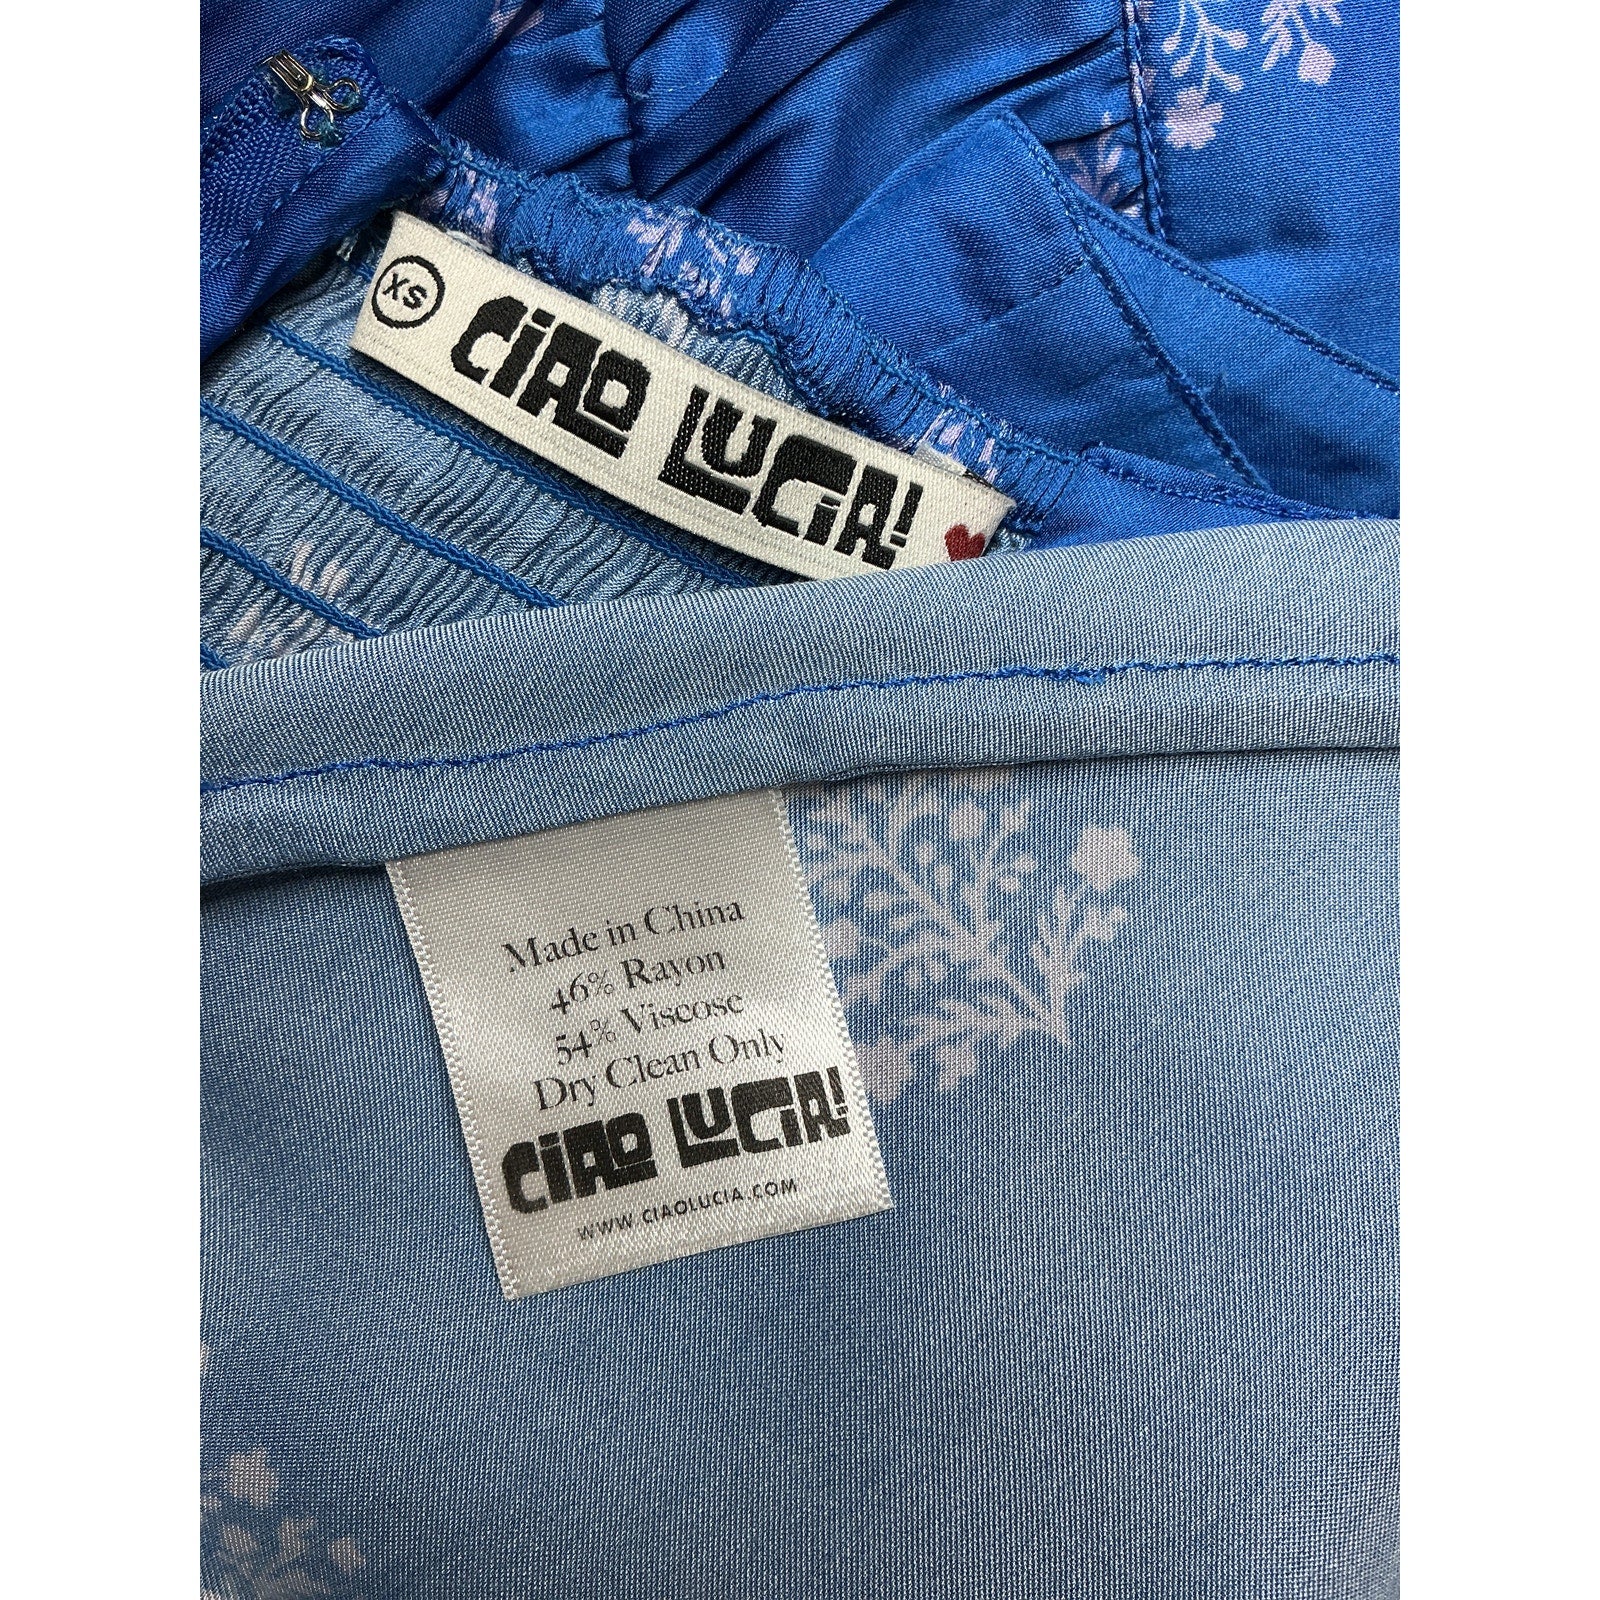 XS CIAO LUCIA!
Made in China
46% Rayon
54% Viscose
Dry Clean Only
CIAO LUCIA!
WWW.CIAOLUCIA.COM